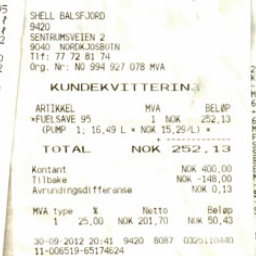 SHELL BALSFJORD
9420
SENTRUMSVEIEN 2
9040 NORDKJOSBOTN
Tlf: 77 72 81 74
Org. Nr: NO 994 927 078 MVA
KUNDEKVITTERING
ARTIKKEL MVA BELØP
*FUELSAVE 95 1 NOK 252,13
(PUMP 1; 16,49 L * NOK 15,29/L) *
TOTAL NOK 252,13
Kontant NOK 400,00
Tilbake NOK -148,00
Avrundingsdifferanse NOK 0,13
MVA type % Netto Beløp
1 25,00 NOK 201,70 NOK 50,43
30-09-2012 20:41 9420 8087 0325110440
11-006519-65174624